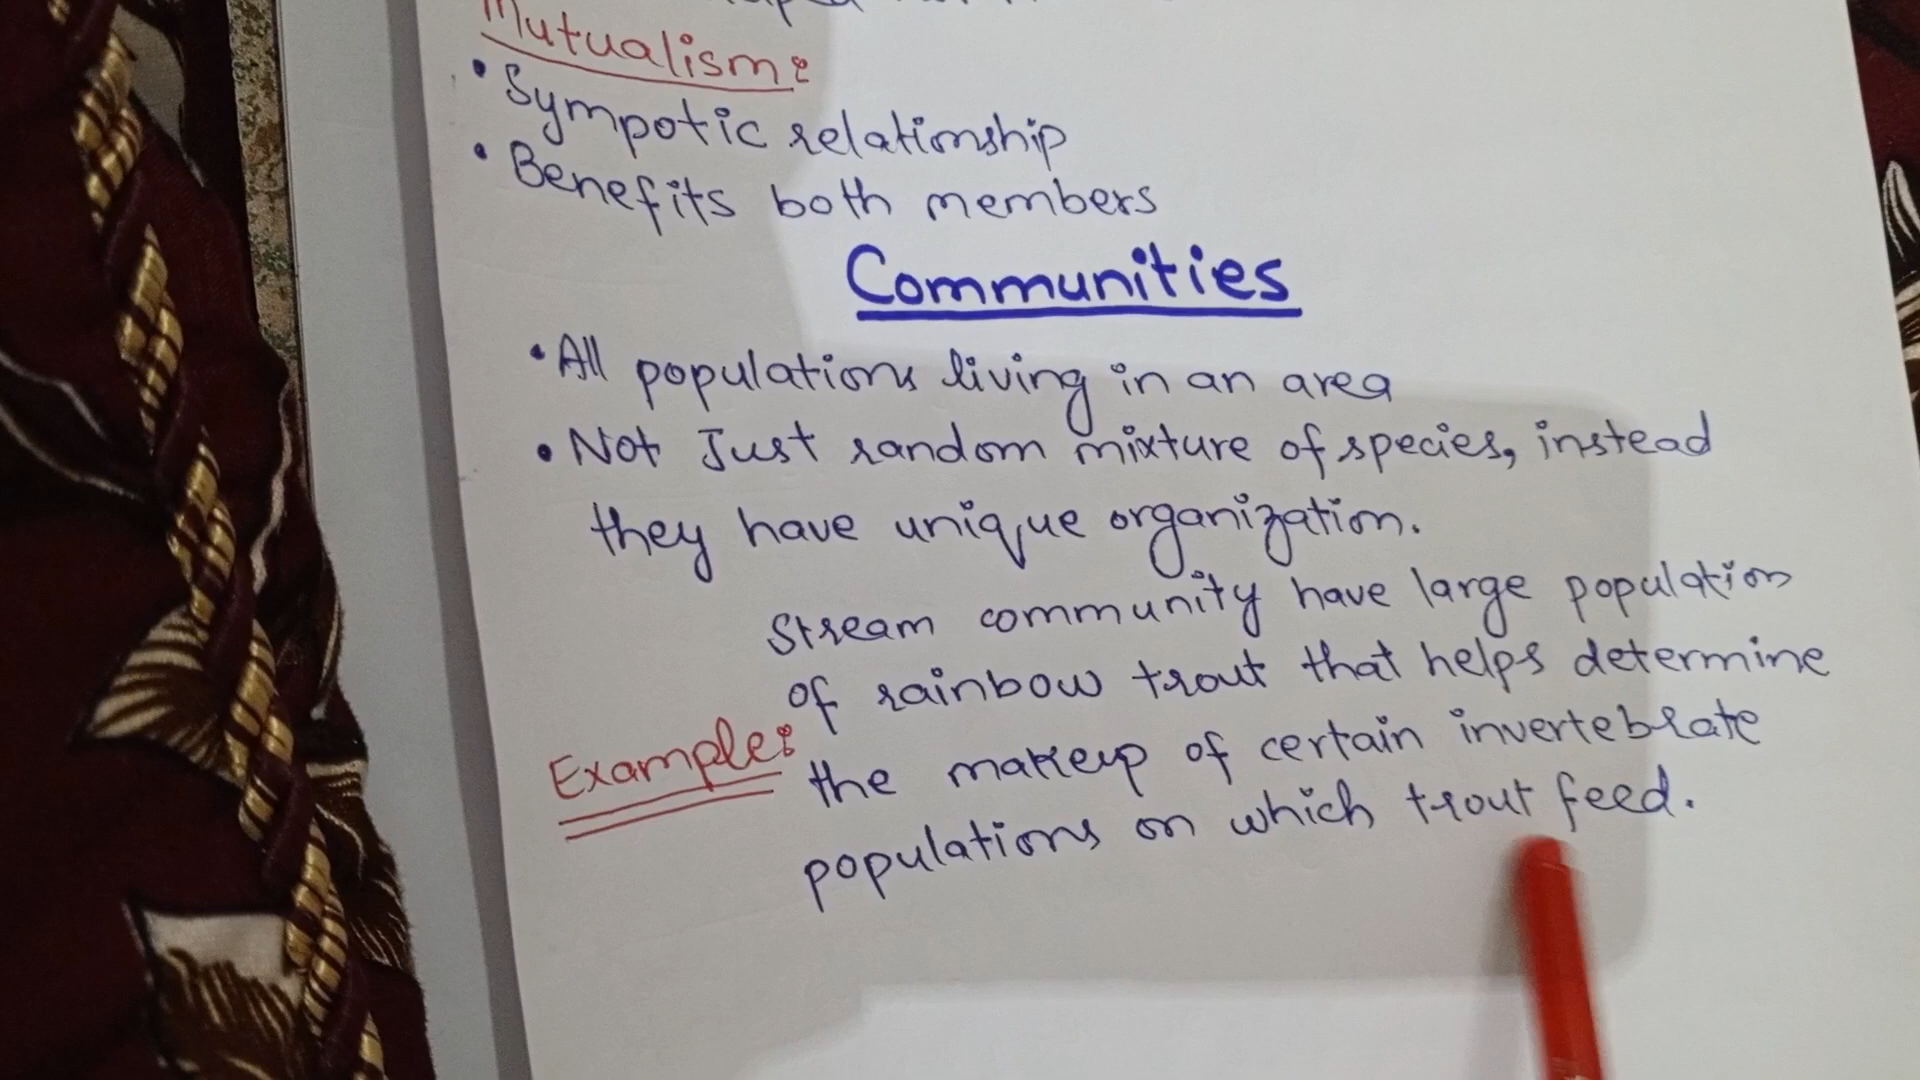 Mutualism:
• Sympotic relationship
• Benefits both members
Communities
• All populations living in an area
• Not Just random mixture of species, instead
they have unique organization.
Stream community have large population
of rainbow trout that helps determine
Example:
the makeup of certain invertebrate
populations on which trout feed.